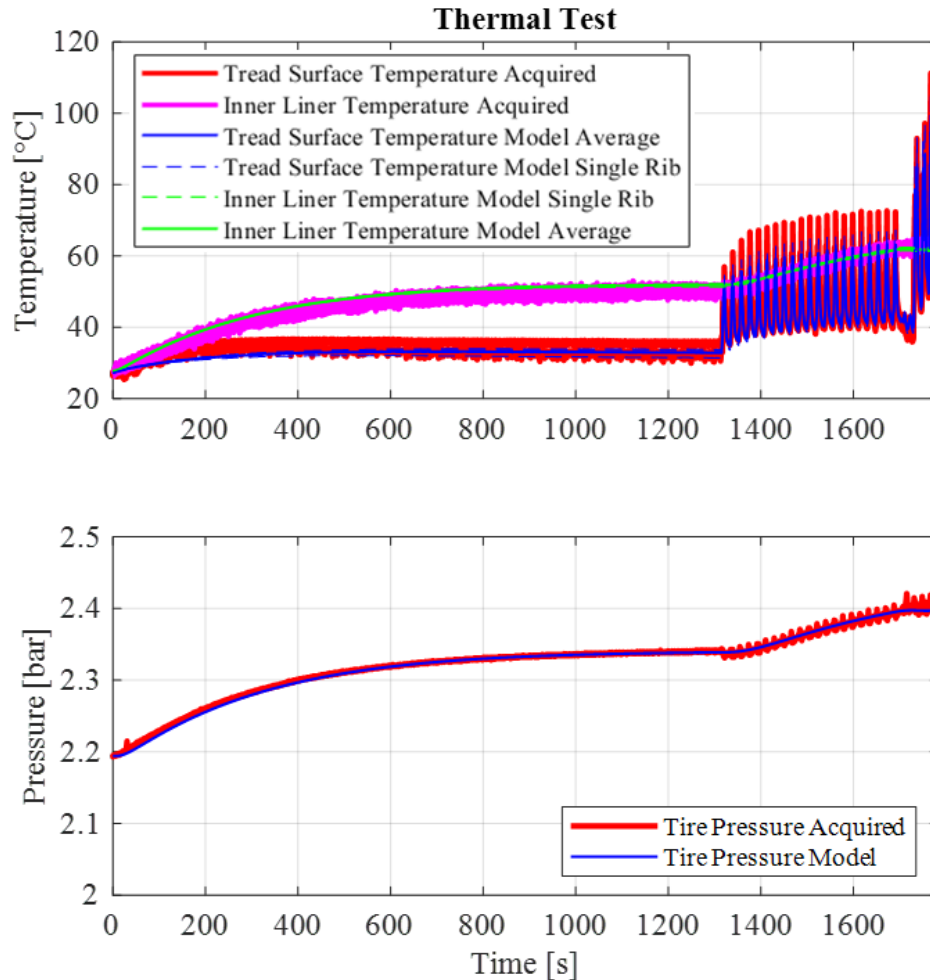 Thermal Test
120
100
80
60
40
20
Temperature [°C]
Tread Surface Temperature Acquired
Inner Liner Temperature Acquired
Tread Surface Temperature Model Average
Tread Surface Temperature Model Single Rib
Inner Liner Temperature Model Single Rib
Inner Liner Temperature Model Average
0 200 400 600 800 1000 1200 1400 1600
2.5
2.4
2.3
2.2
2.1
2
Pressure [bar]
Tire Pressure Acquired
Tire Pressure Model
0 200 400 600 800 1000 1200 1400 1600
Time [s]